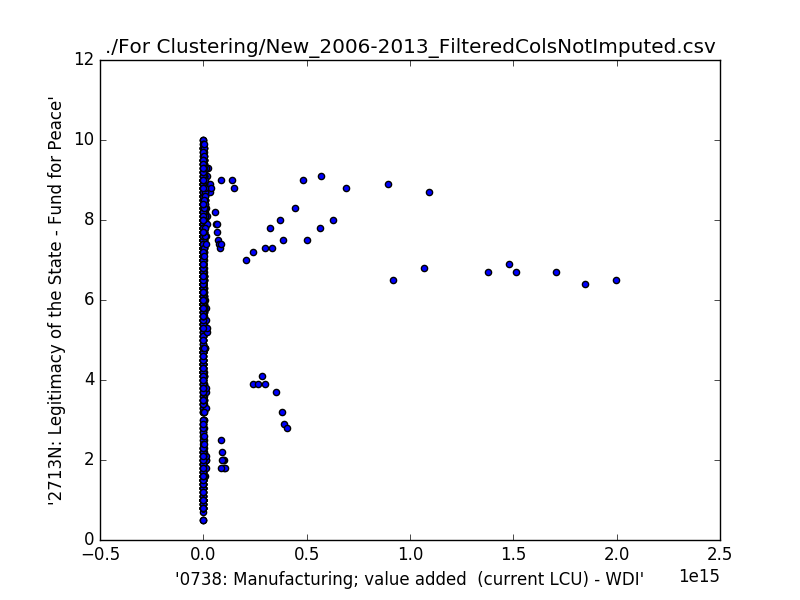 ./For Clustering/New_2006-2013_FilteredColsNotImputed.csv
12
10
8
6
4
2
0
'2713N: Legitimacy of the State - Fund for Peace'
−0.5 0.0 0.5 1.0 1.5 2.0 2.5
1e15
'0738: Manufacturing; value added  (current LCU) - WDI'